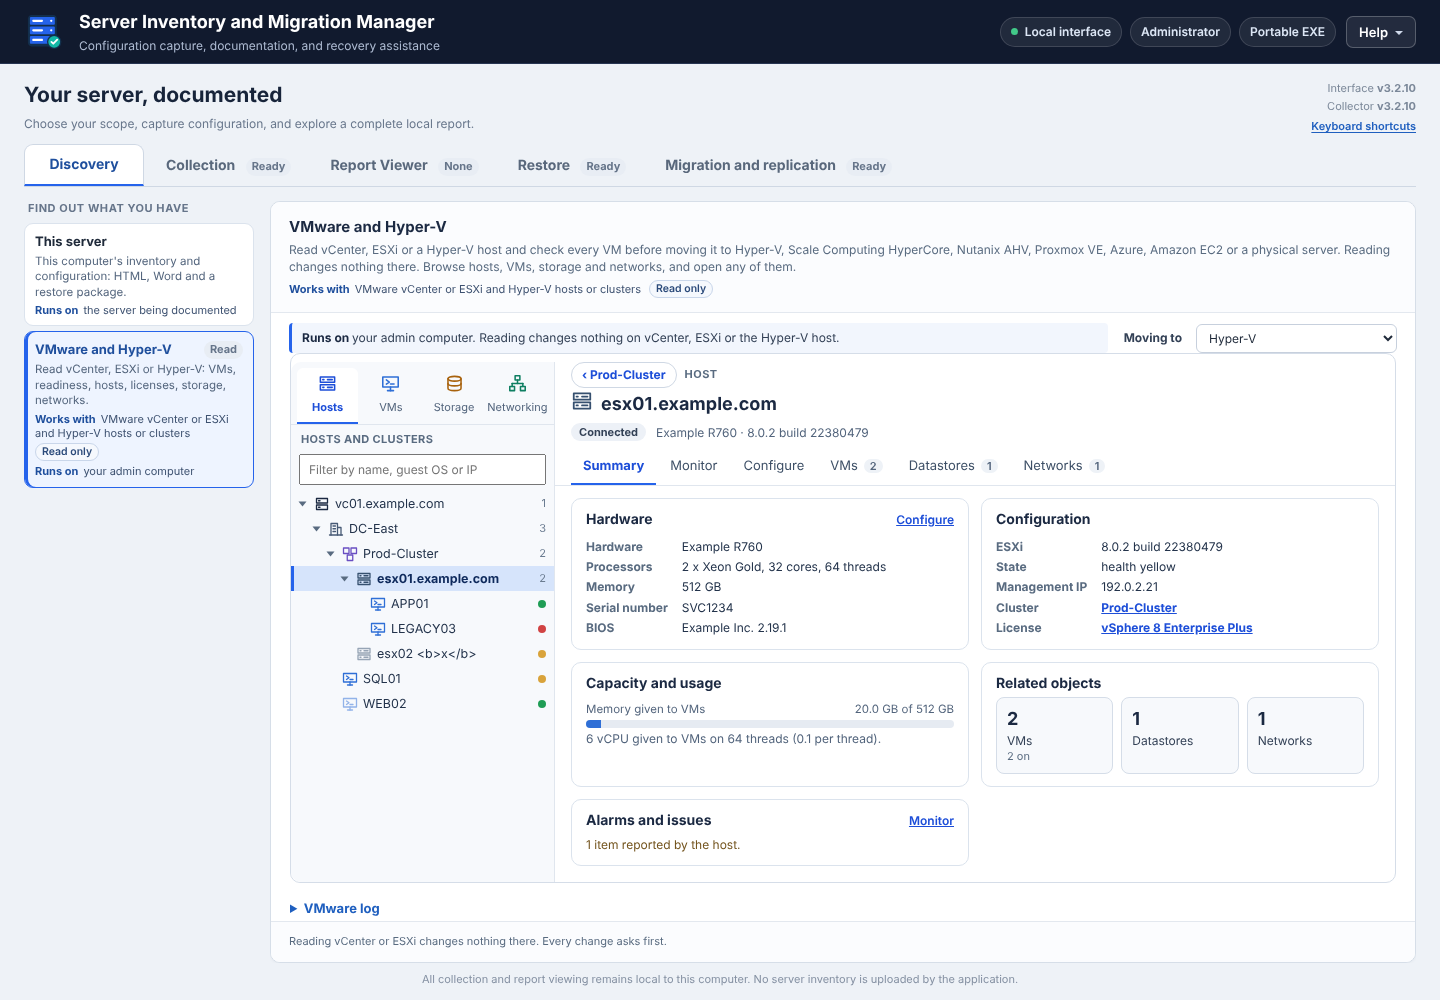 Server Inventory and Migration Manager
Configuration capture, documentation, and recovery assistance
Local interface
Administrator
Portable EXE
Help
Your server, documented
Choose your scope, capture configuration, and explore a complete local report.
Interface v3.2.10
Collector v3.2.10
Keyboard shortcuts
Discovery
Collection Ready
Report Viewer None
Restore Ready
Migration and replication Ready
FIND OUT WHAT YOU HAVE
This server
This computer's inventory and
configuration: HTML, Word and a
restore package.
Runs on the server being documented
VMware and Hyper-V Read
Read vCenter, ESXi or Hyper-V: VMs,
readiness, hosts, licenses, storage,
networks.
Works with VMware vCenter or ESXi
and Hyper-V hosts or clusters
Read only
Runs on your admin computer
VMware and Hyper-V
Read vCenter, ESXi or a Hyper-V host and check every VM before moving it to Hyper-V, Scale Computing HyperCore, Nutanix AHV, Proxmox VE, Azure, Amazon EC2 or a physical server. Reading
changes nothing there. Browse hosts, VMs, storage and networks, and open any of them.
Works with VMware vCenter or ESXi and Hyper-V hosts or clusters Read only
Runs on your admin computer. Reading changes nothing on vCenter, ESXi or the Hyper-V host.
Moving to Hyper-V
Hosts
VMs
Storage
Networking
HOSTS AND CLUSTERS
Filter by name, guest OS or IP
vc01.example.com 1
DC-East 3
Prod-Cluster 2
esx01.example.com 2
APP01
LEGACY03
esx02 <b>x</b>
SQL01
WEB02
‹ Prod-Cluster HOST
esx01.example.com
Connected Example R760 · 8.0.2 build 22380479
Summary
Monitor
Configure
VMs 2
Datastores 1
Networks 1
Hardware Configure
Hardware Example R760
Processors 2 x Xeon Gold, 32 cores, 64 threads
Memory 512 GB
Serial number SVC1234
BIOS Example Inc. 2.19.1
Configuration
ESXi 8.0.2 build 22380479
State health yellow
Management IP 192.0.2.21
Cluster Prod-Cluster
License vSphere 8 Enterprise Plus
Capacity and usage
Memory given to VMs 20.0 GB of 512 GB
6 vCPU given to VMs on 64 threads (0.1 per thread).
Related objects
2
VMs
2 on
1
Datastores
1
Networks
Alarms and issues Monitor
1 item reported by the host.
VMware log
Reading vCenter or ESXi changes nothing there. Every change asks first.
All collection and report viewing remains local to this computer. No server inventory is uploaded by the application.